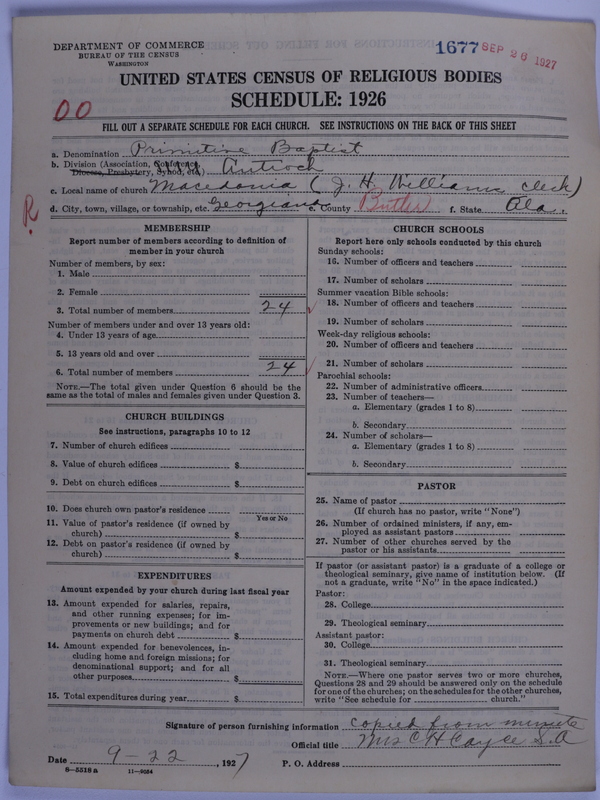 DEPARTMENT OF COMMERCE
BUREAU OF THE CENSUS
WASHINGTON
1677 SEP 26 1927
UNITED STATES CENSUS OF RELIGIOUS BODIES
SCHEDULE: 1926
00
FILL OUT A SEPARATE SCHEDULE FOR EACH CHURCH. SEE INSTRUCTIONS ON THE BACK OF THIS SHEET
a. Denomination Primitive Baptist
b. Division (Association, Conference, Diocese, Presbytery, Synod, etc.) Antioch
c. Local name of church Macedonia (J. H. Williams clerk)
d. City, town, village, or township, etc. Georgiana e. County Butler f. State Ala.
R
MEMBERSHIP
Report number of members according to definition of
member in your church
Number of members, by sex:
1. Male
2. Female
3. Total number of members 24
Number of members under and over 13 years old:
4. Under 13 years of age
5. 13 years old and over
6. Total number of members 24
NOTE.—The total given under Question 6 should be the
same as the total of males and females given under Question 3.
CHURCH BUILDINGS
See instructions, paragraphs 10 to 12
7. Number of church edifices
8. Value of church edifices $
9. Debt on church edifices $
10. Does church own pastor's residence
Yes or No
11. Value of pastor's residence (if owned by
church) $
12. Debt on pastor's residence (if owned by
church) $
EXPENDITURES
Amount expended by your church during last fiscal year
13. Amount expended for salaries, repairs,
and other running expenses; for im-
provements or new buildings; and for
payments on church debt $
14. Amount expended for benevolences, in-
cluding home and foreign missions; for
denominational support; and for all
other purposes $
15. Total expenditures during year $
CHURCH SCHOOLS
Report here only schools conducted by this church
Sunday schools:
16. Number of officers and teachers
17. Number of scholars
Summer vacation Bible schools:
18. Number of officers and teachers
19. Number of scholars
Week-day religious schools:
20. Number of officers and teachers
21. Number of scholars
Parochial schools:
22. Number of administrative officers
23. Number of teachers—
a. Elementary (grades 1 to 8)
b. Secondary
24. Number of scholars—
a. Elementary (grades 1 to 8)
b. Secondary
PASTOR
25. Name of pastor
(If church has no pastor, write "None")
26. Number of ordained ministers, if any, em-
ployed as assistant pastors
27. Number of other churches served by the
pastor or his assistants
If pastor (or assistant pastor) is a graduate of a college or
theological seminary, give name of institution below. (If
not a graduate, write "No" in the space indicated.)
Pastor:
28. College
29. Theological seminary
Assistant pastor:
30. College
31. Theological seminary
NOTE.—Where one pastor serves two or more churches,
Questions 28 and 29 should be answered only on the schedule
for one of the churches; on the schedules for the other churches,
write "See schedule for church."
Signature of person furnishing information copied from minute
Official title Mrs C H Cayce S.A
Date 9-22, 1927 P. O. Address
8-5318 a 11-9034